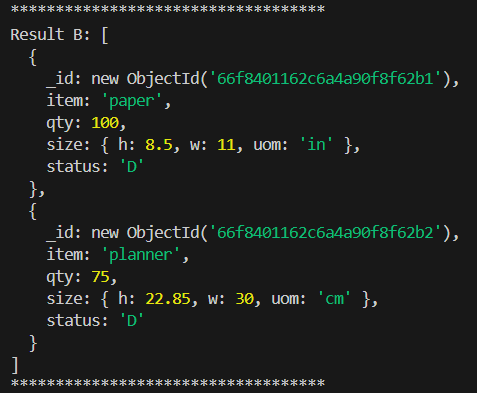 ***********************************
Result B: [
  {
    _id: new ObjectId('66f8401162c6a4a90f8f62b1'),
    item: 'paper',
    qty: 100,
    size: { h: 8.5, w: 11, uom: 'in' },
    status: 'D'
  },
  {
    _id: new ObjectId('66f8401162c6a4a90f8f62b2'),
    item: 'planner',
    qty: 75,
    size: { h: 22.85, w: 30, uom: 'cm' },
    status: 'D'
  }
]
***********************************